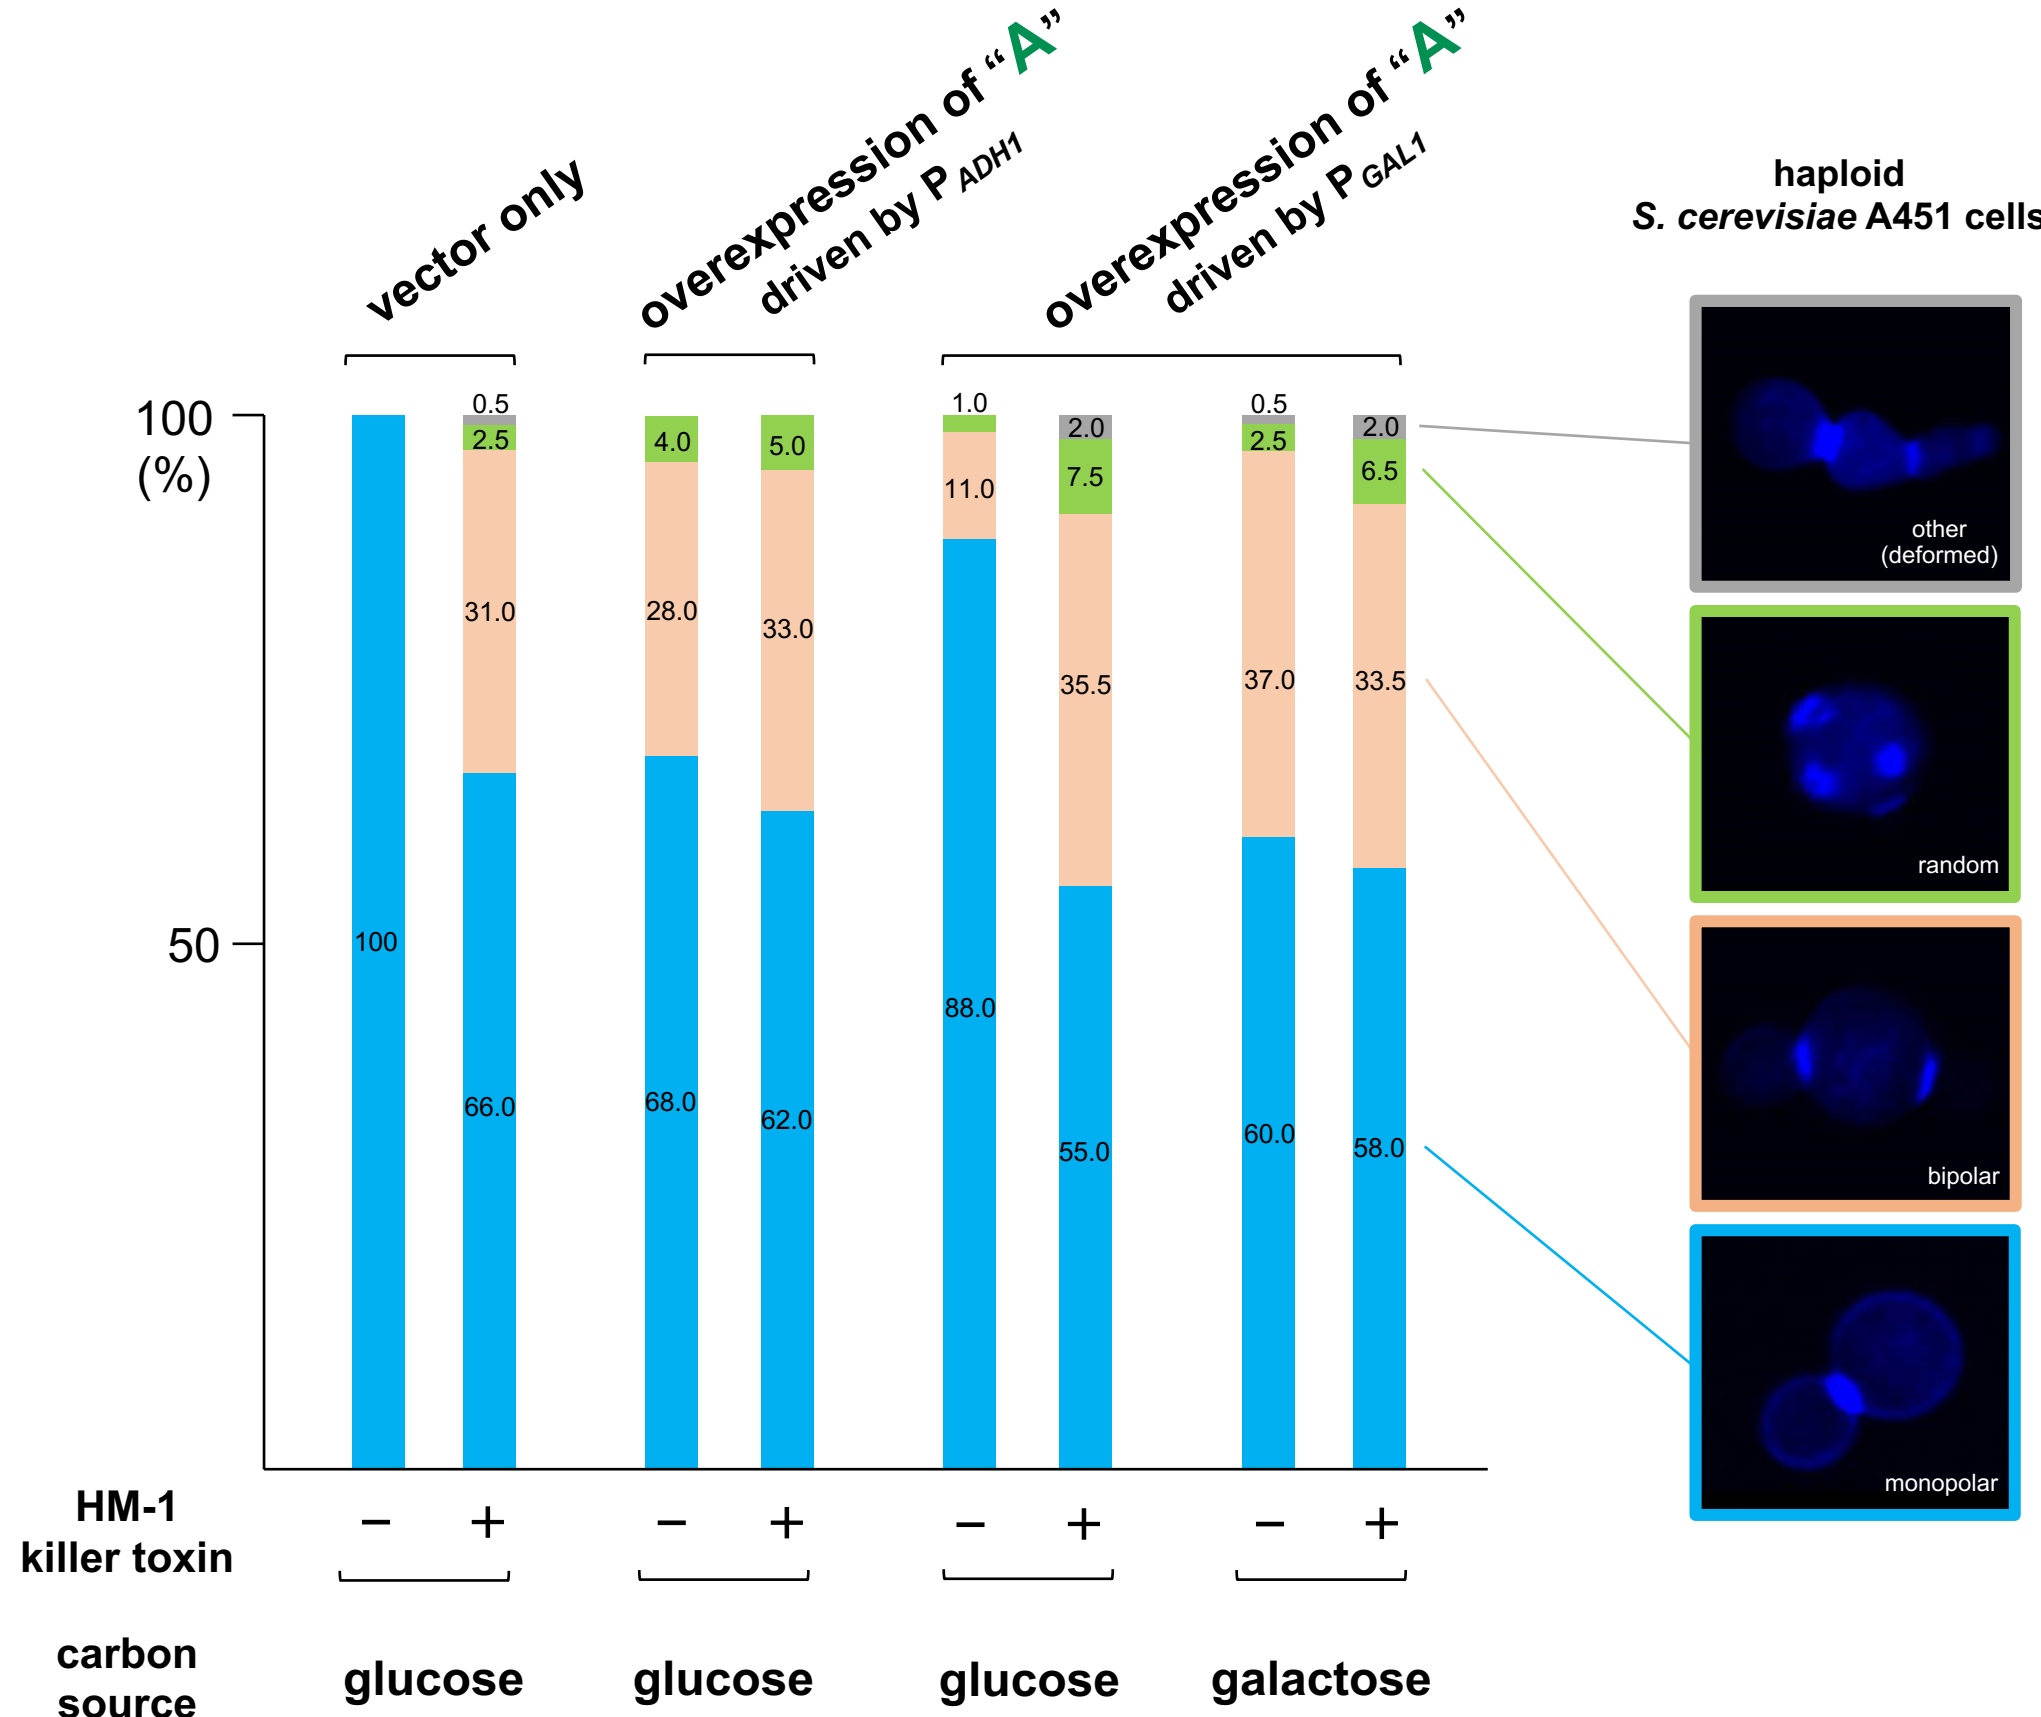 vector only
overexpression of “A”
driven by P ADH1
overexpression of “A”
driven by P GAL1
haploid
S. cerevisiae A451 cells
100
(%)
50
100
0.5
2.5
31.0
66.0
4.0
28.0
68.0
5.0
33.0
62.0
1.0
11.0
88.0
2.0
7.5
35.5
55.0
0.5
2.5
37.0
60.0
2.0
6.5
33.5
58.0
other
(deformed)
random
bipolar
monopolar
HM-1
killer toxin
− + − + − + − +
carbon
source
glucose glucose glucose galactose